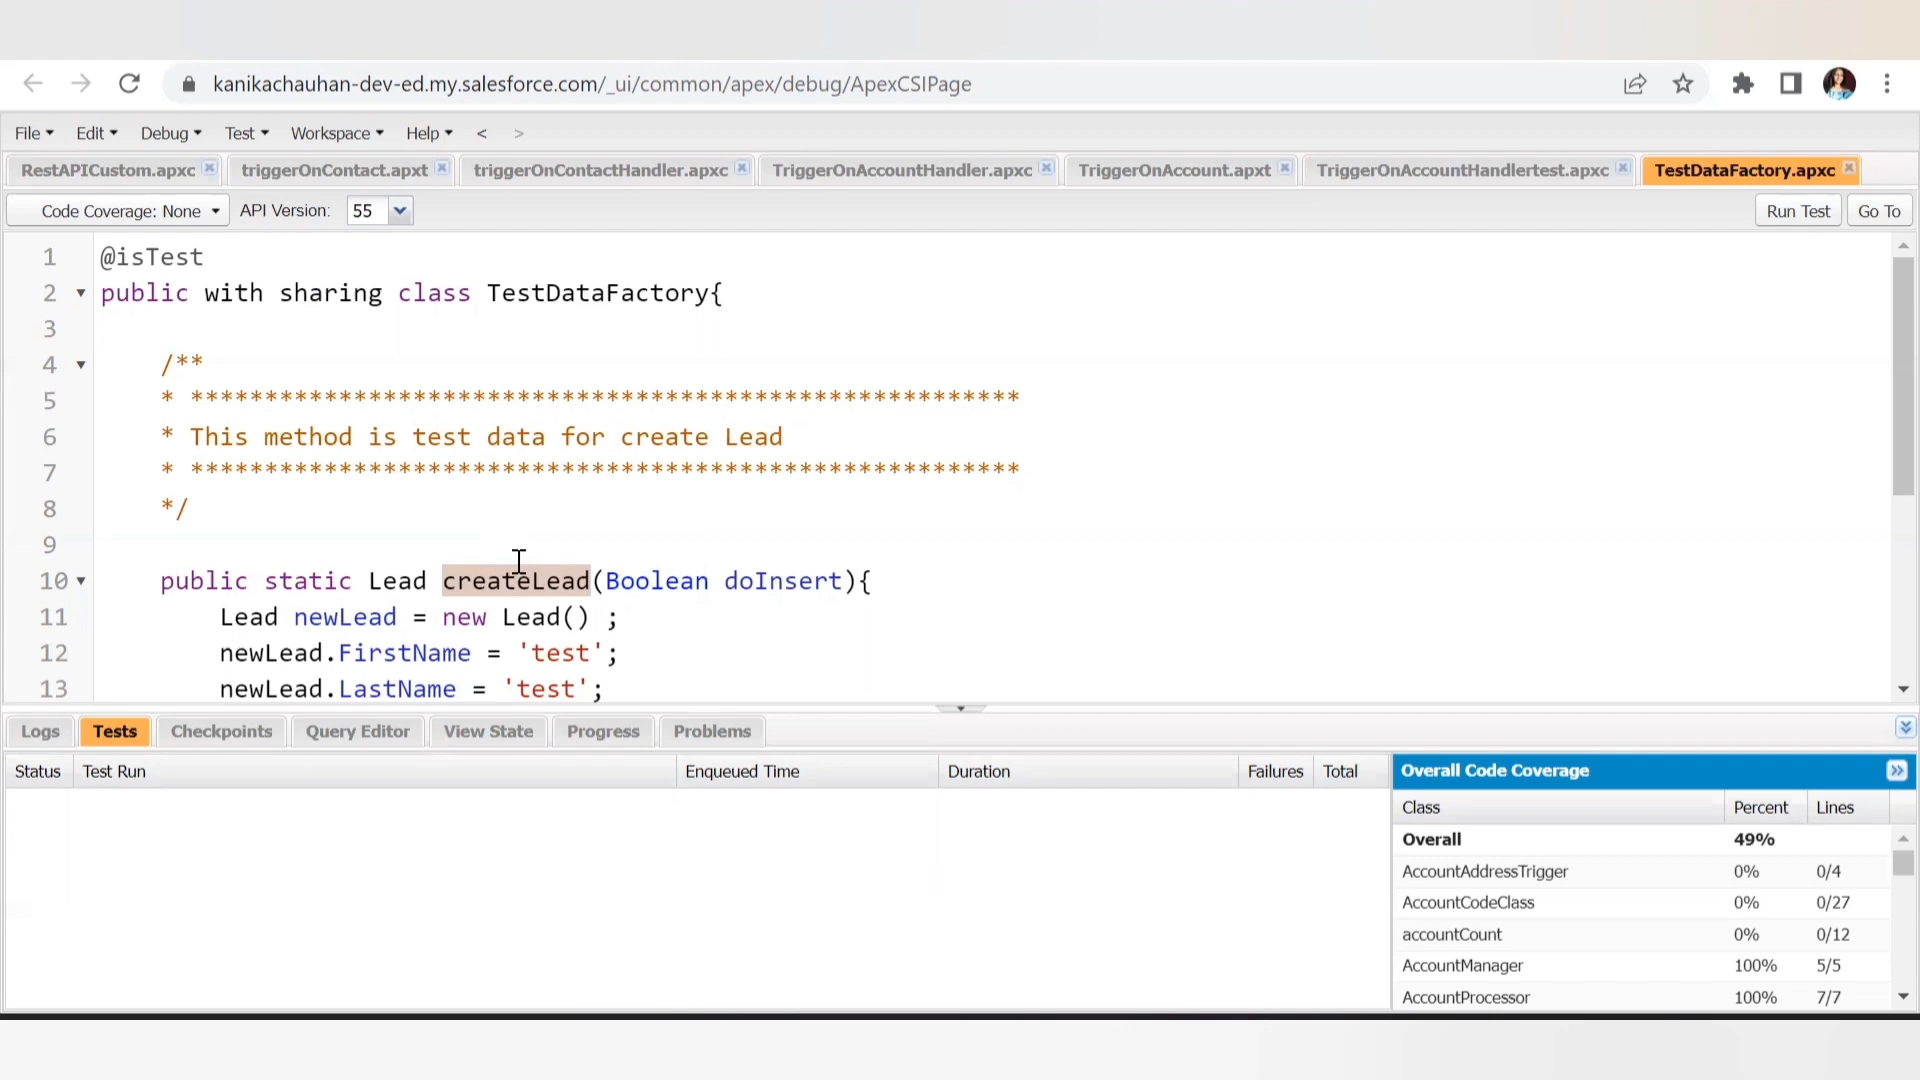 kanikachauhan-dev-ed.my.salesforce.com/_ui/common/apex/debug/ApexCSIPage
File Edit Debug Test Workspace Help < >
RestAPICustom.apxc triggerOnContact.apxt triggerOnContactHandler.apxc TriggerOnAccountHandler.apxc TriggerOnAccount.apxt TriggerOnAccountHandlertest.apxc TestDataFactory.apxc
Code Coverage: None API Version: 55 Run Test Go To
1 @isTest
2 public with sharing class TestDataFactory{
3
4 /**
5 * ********************************************************
6 * This method is test data for create Lead
7 * ********************************************************
8 */
9
10 public static Lead createLead(Boolean doInsert){
11 Lead newLead = new Lead() ;
12 newLead.FirstName = 'test';
13 newLead.LastName = 'test';
Logs Tests Checkpoints Query Editor View State Progress Problems
Status Test Run Enqueued Time Duration Failures Total
Overall Code Coverage
Class Percent Lines
Overall 49%
AccountAddressTrigger 0% 0/4
AccountCodeClass 0% 0/27
accountCount 0% 0/12
AccountManager 100% 5/5
AccountProcessor 100% 7/7